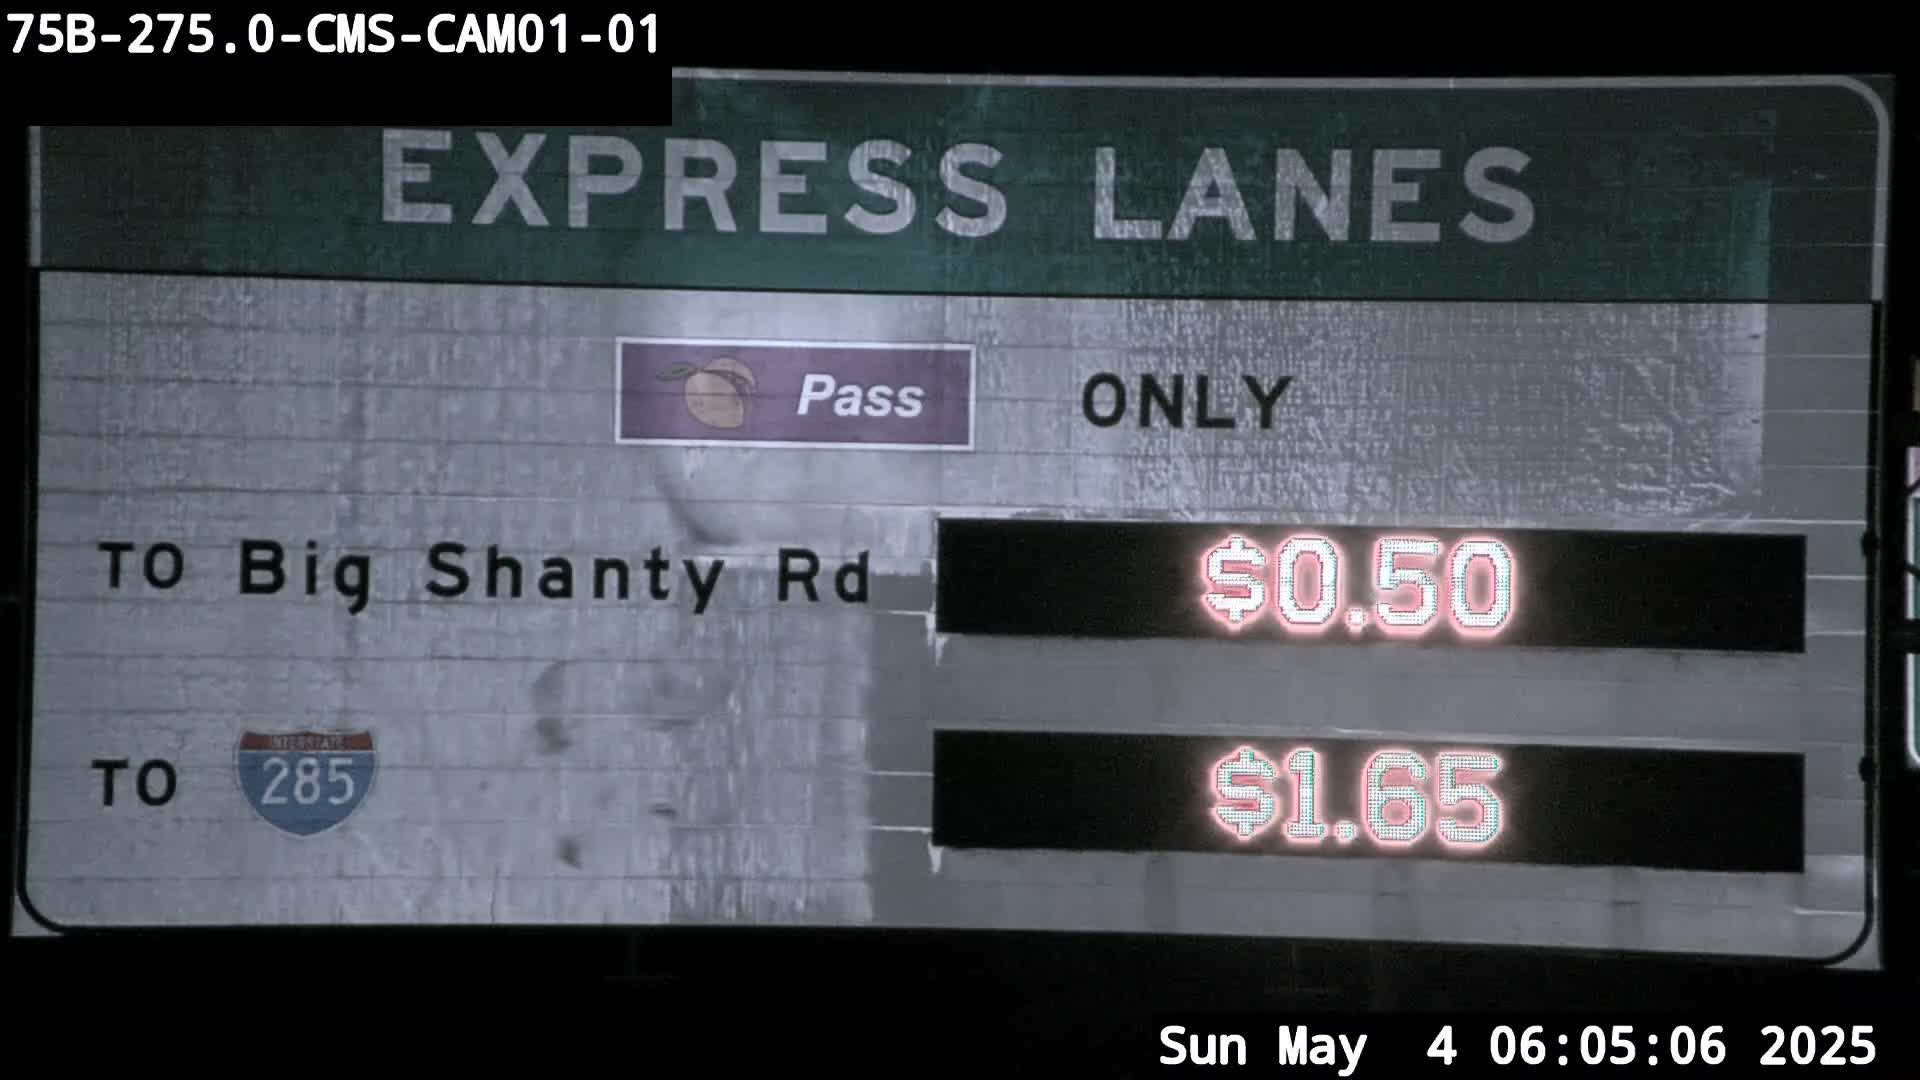 75B-275.0-CMS-CAM01-01
EXPRESS LANES
Pass ONLY
TO Big Shanty Rd $0.50
INTERSTATE
TO 285 $1.65
Sun May 4 06:05:06 2025